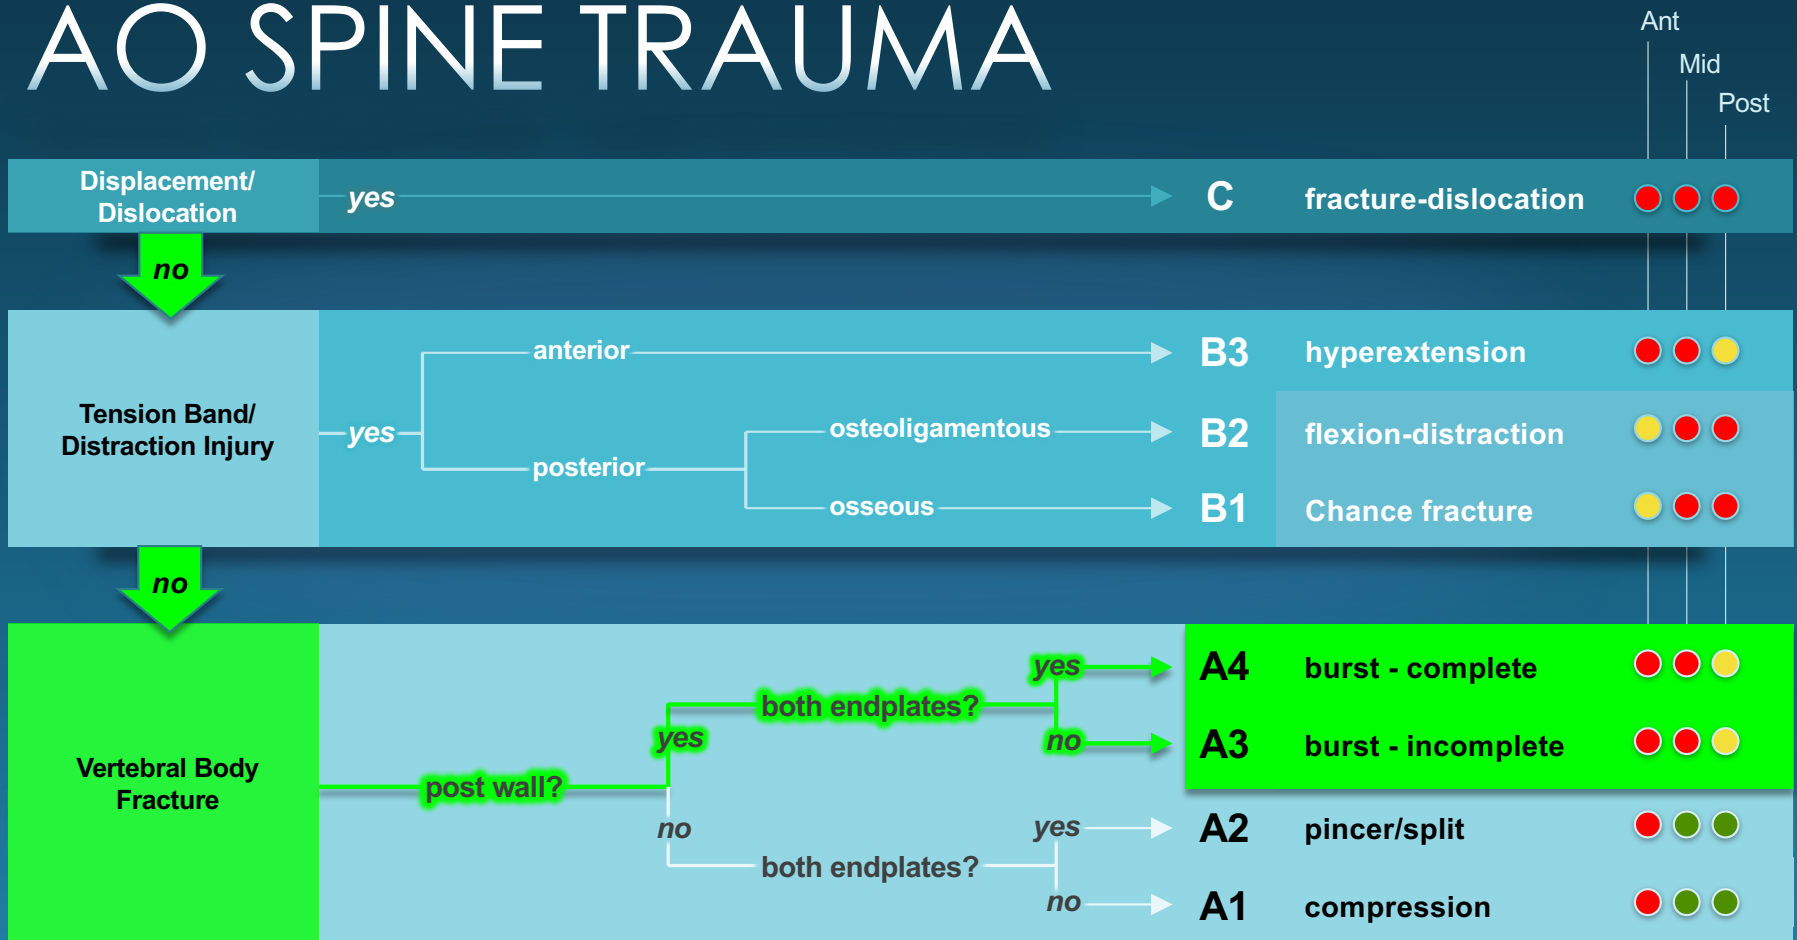 AO SPINE TRAUMA
Ant
Mid
Post
Displacement/
Dislocation
yes
C
fracture-dislocation
no
Tension Band/
Distraction Injury
yes
anterior
B3
hyperextension
posterior
osteoligamentous
B2
flexion-distraction
osseous
B1
Chance fracture
no
Vertebral Body
Fracture
post wall?
yes
both endplates?
yes
A4
burst - complete
no
A3
burst - incomplete
no
both endplates?
yes
A2
pincer/split
no
A1
compression